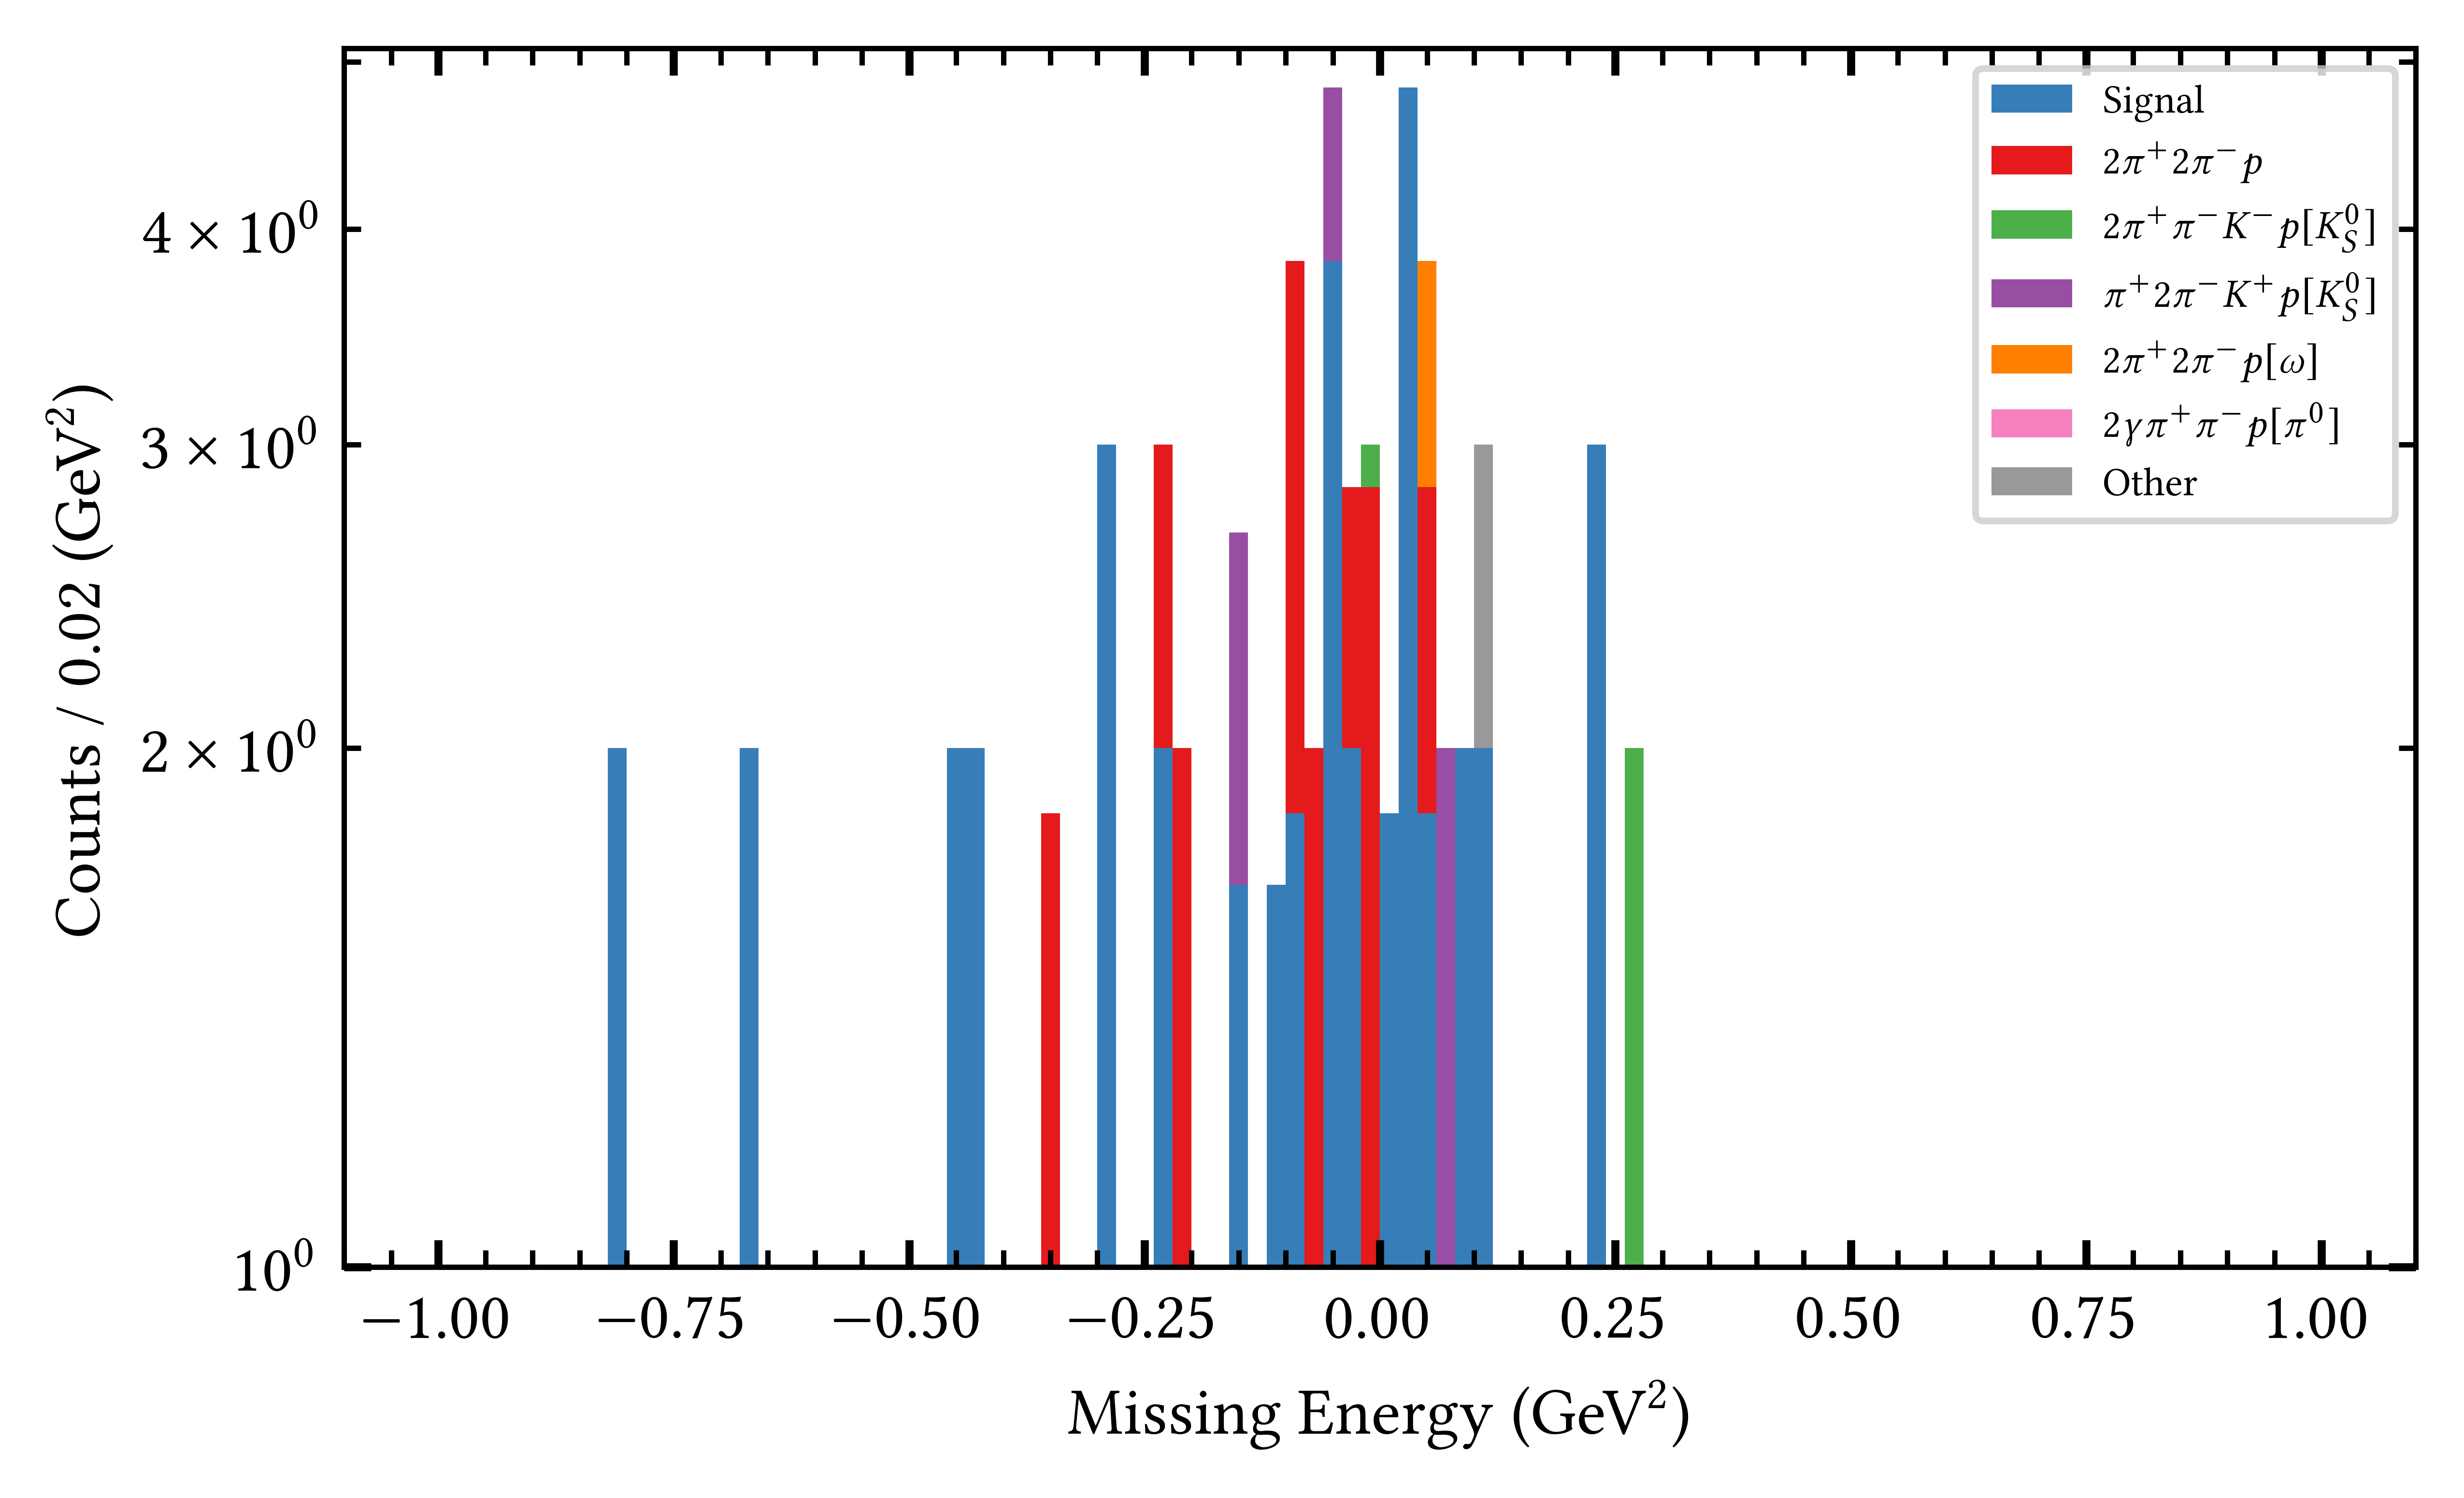 Counts / 0.02 (GeV²)
4 × 10⁰
3 × 10⁰
2 × 10⁰
10⁰
Signal
2π⁺2π⁻p
2π⁺π⁻K⁻p[K⁰_S]
π⁺2π⁻K⁺p[K⁰_S]
2π⁺2π⁻p[ω]
2γπ⁺π⁻p[π⁰]
Other
−1.00 −0.75 −0.50 −0.25 0.00 0.25 0.50 0.75 1.00
Missing Energy (GeV²)